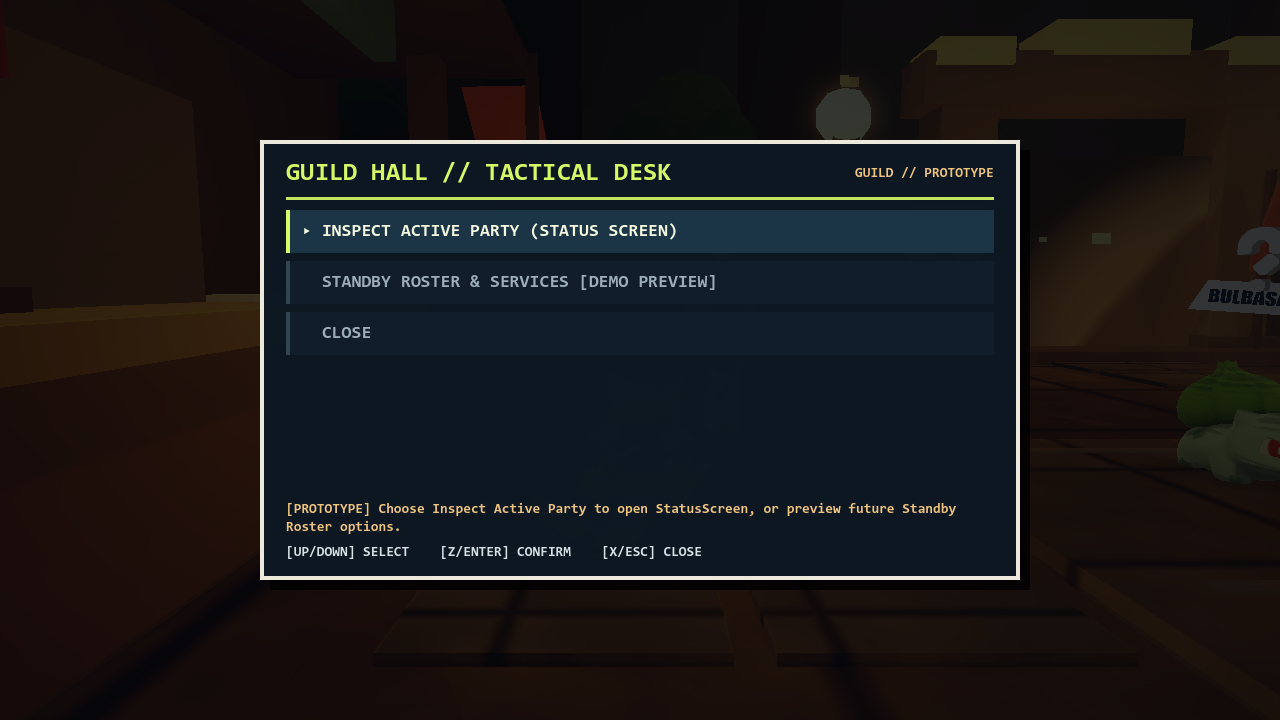 GUILD HALL // TACTICAL DESK
GUILD // PROTOTYPE
▸ INSPECT ACTIVE PARTY (STATUS SCREEN)
STANDBY ROSTER & SERVICES [DEMO PREVIEW]
CLOSE
[PROTOTYPE] Choose Inspect Active Party to open StatusScreen, or preview future Standby
Roster options.
[UP/DOWN] SELECT [Z/ENTER] CONFIRM [X/ESC] CLOSE